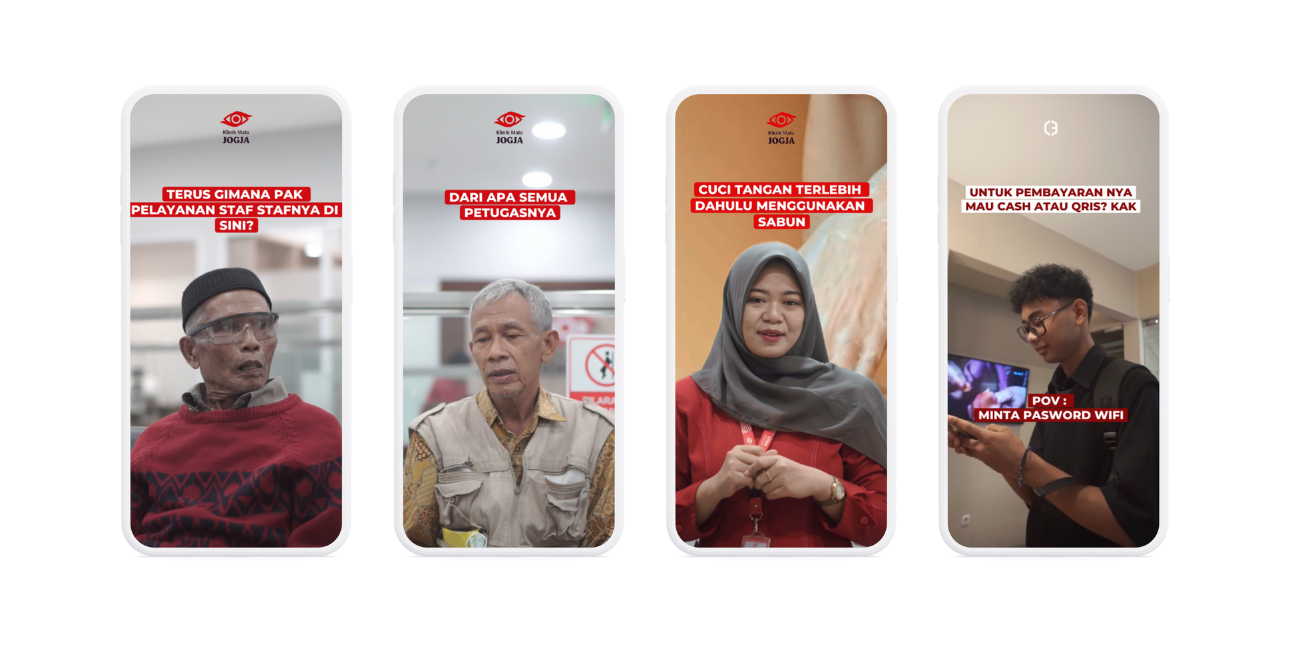 Klinik Mata
JOGJA
TERUS GIMANA PAK
PELAYANAN STAF STAFNYA DI
SINI?
Klinik Mata
JOGJA
DARI APA SEMUA
PETUGASNYA
Klinik Mata
JOGJA
CUCI TANGAN TERLEBIH
DAHULU MENGGUNAKAN
SABUN
UNTUK PEMBAYARAN NYA
MAU CASH ATAU QRIS? KAK
POV :
MINTA PASWORD WIFI